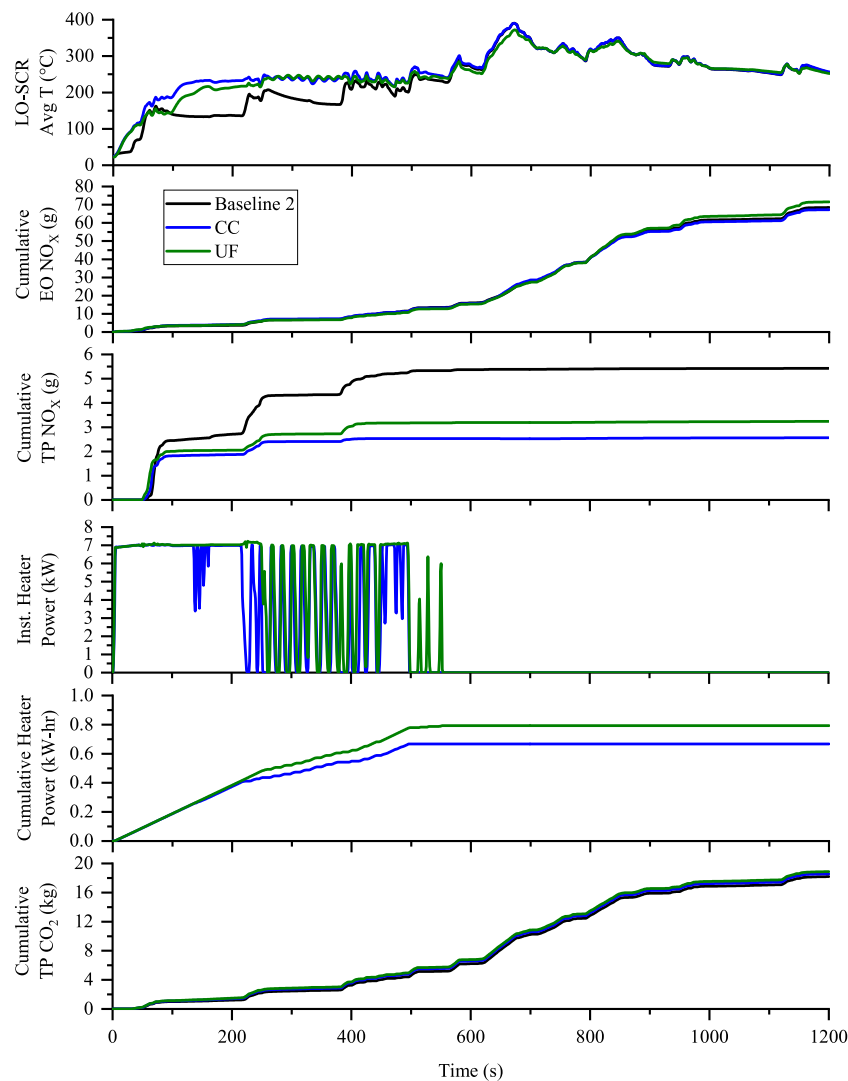 400
300
200
100
0
LO-SCR
Avg T (°C)
80
70
60
50
40
30
20
10
0
Cumulative
EO NOX (g)
Baseline 2
CC
UF
6
5
4
3
2
1
0
Cumulative
TP NOX (g)
8
7
6
5
4
3
2
1
0
Inst. Heater
Power (kW)
1.0
0.8
0.6
0.4
0.2
0.0
Cumulative Heater
Power (kW-hr)
20
16
12
8
4
0
Cumulative
TP CO2 (kg)
0 200 400 600 800 1000 1200
Time (s)